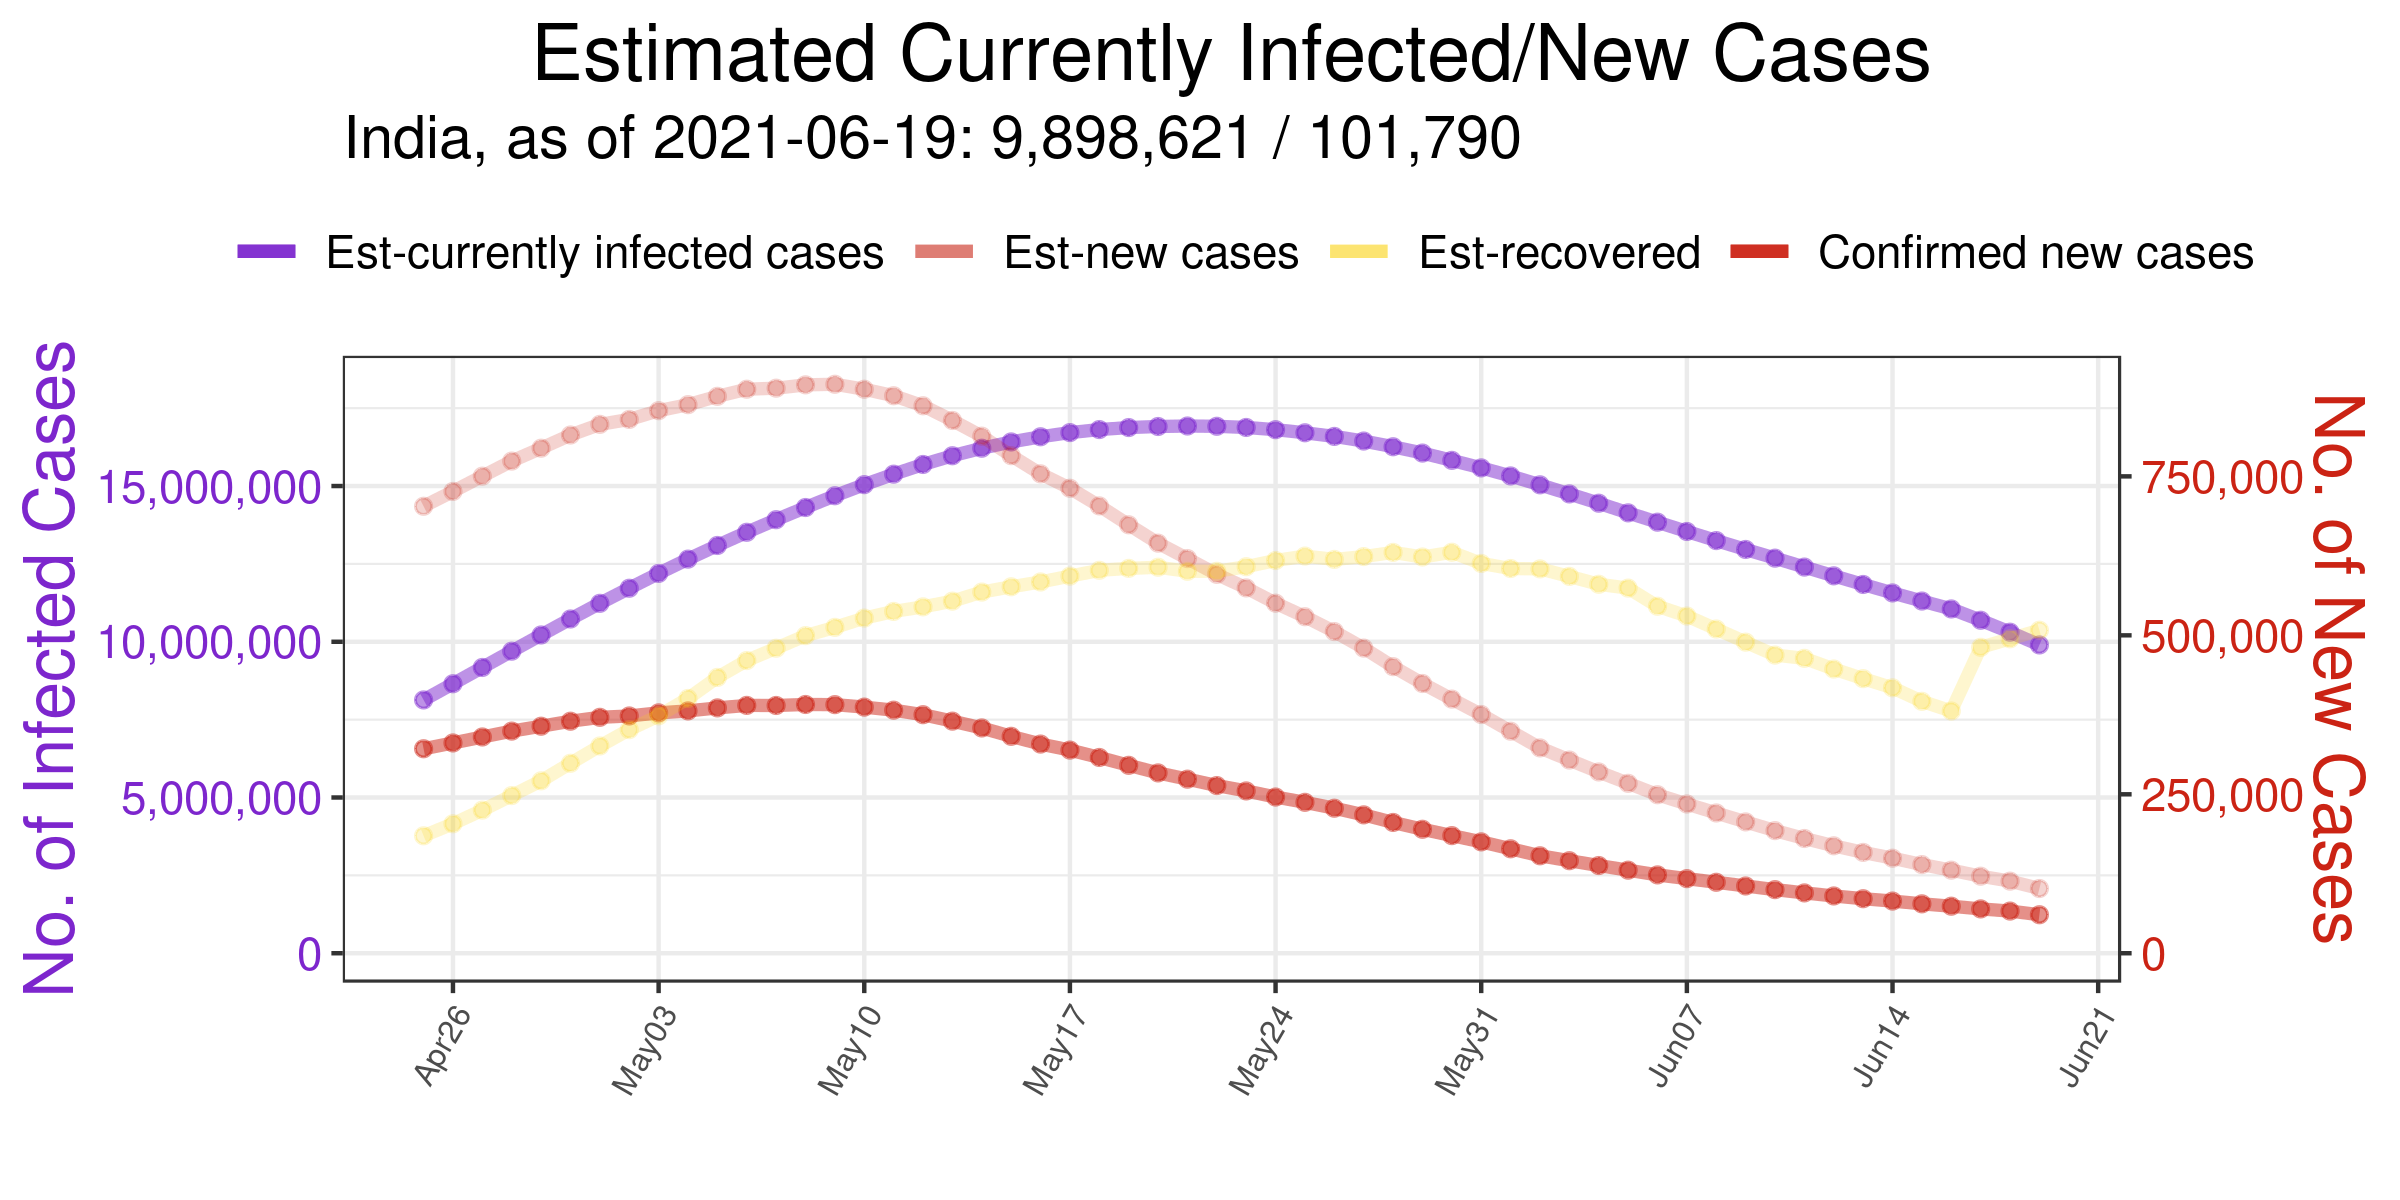 Estimated Currently Infected/New Cases
India, as of 2021-06-19: 9,898,621 / 101,790
Est-currently infected cases Est-new cases Est-recovered Confirmed new cases
No. of Infected Cases
15,000,000
10,000,000
5,000,000
0
750,000
500,000
250,000
0
No. of New Cases
Apr26 May03 May10 May17 May24 May31 Jun07 Jun14 Jun21